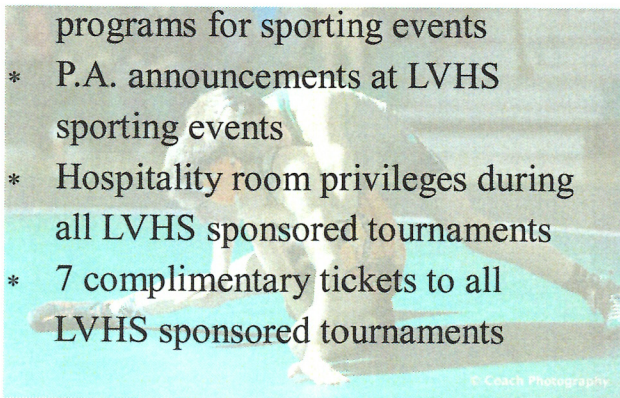 programs for sporting events
* P.A. announcements at LVHS
sporting events
* Hospitality room privileges during
all LVHS sponsored tournaments
* 7 complimentary tickets to all
LVHS sponsored tournaments
© Coach Photography